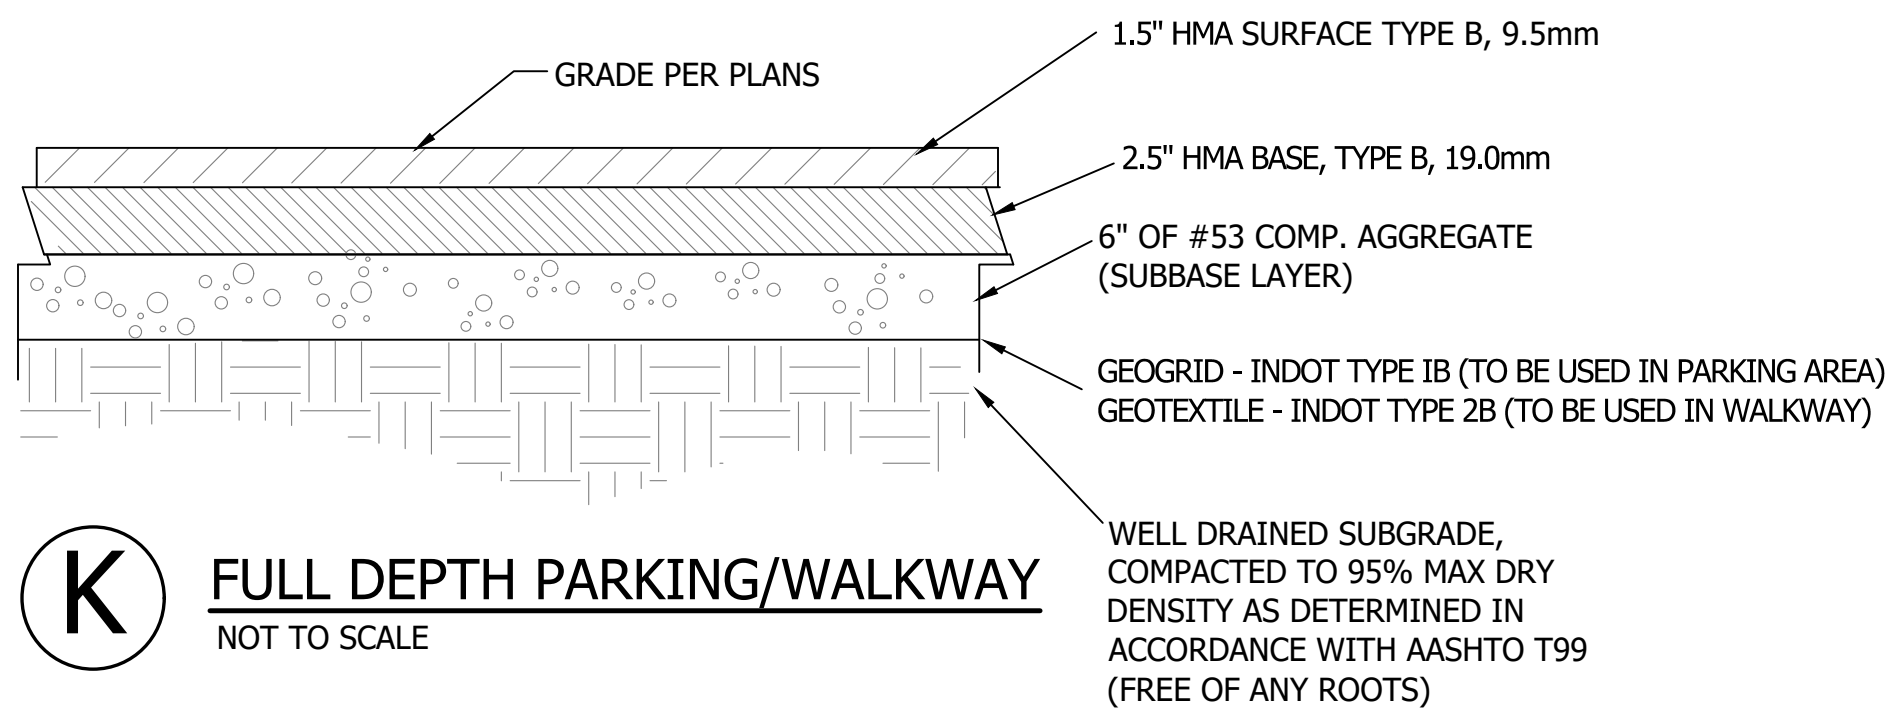 GRADE PER PLANS
1.5" HMA SURFACE TYPE B, 9.5mm
2.5" HMA BASE, TYPE B, 19.0mm
6" OF #53 COMP. AGGREGATE
(SUBBASE LAYER)
GEOGRID - INDOT TYPE IB (TO BE USED IN PARKING AREA)
GEOTEXTILE - INDOT TYPE 2B (TO BE USED IN WALKWAY)
WELL DRAINED SUBGRADE,
COMPACTED TO 95% MAX DRY
DENSITY AS DETERMINED IN
ACCORDANCE WITH AASHTO T99
(FREE OF ANY ROOTS)
K
FULL DEPTH PARKING/WALKWAY
NOT TO SCALE